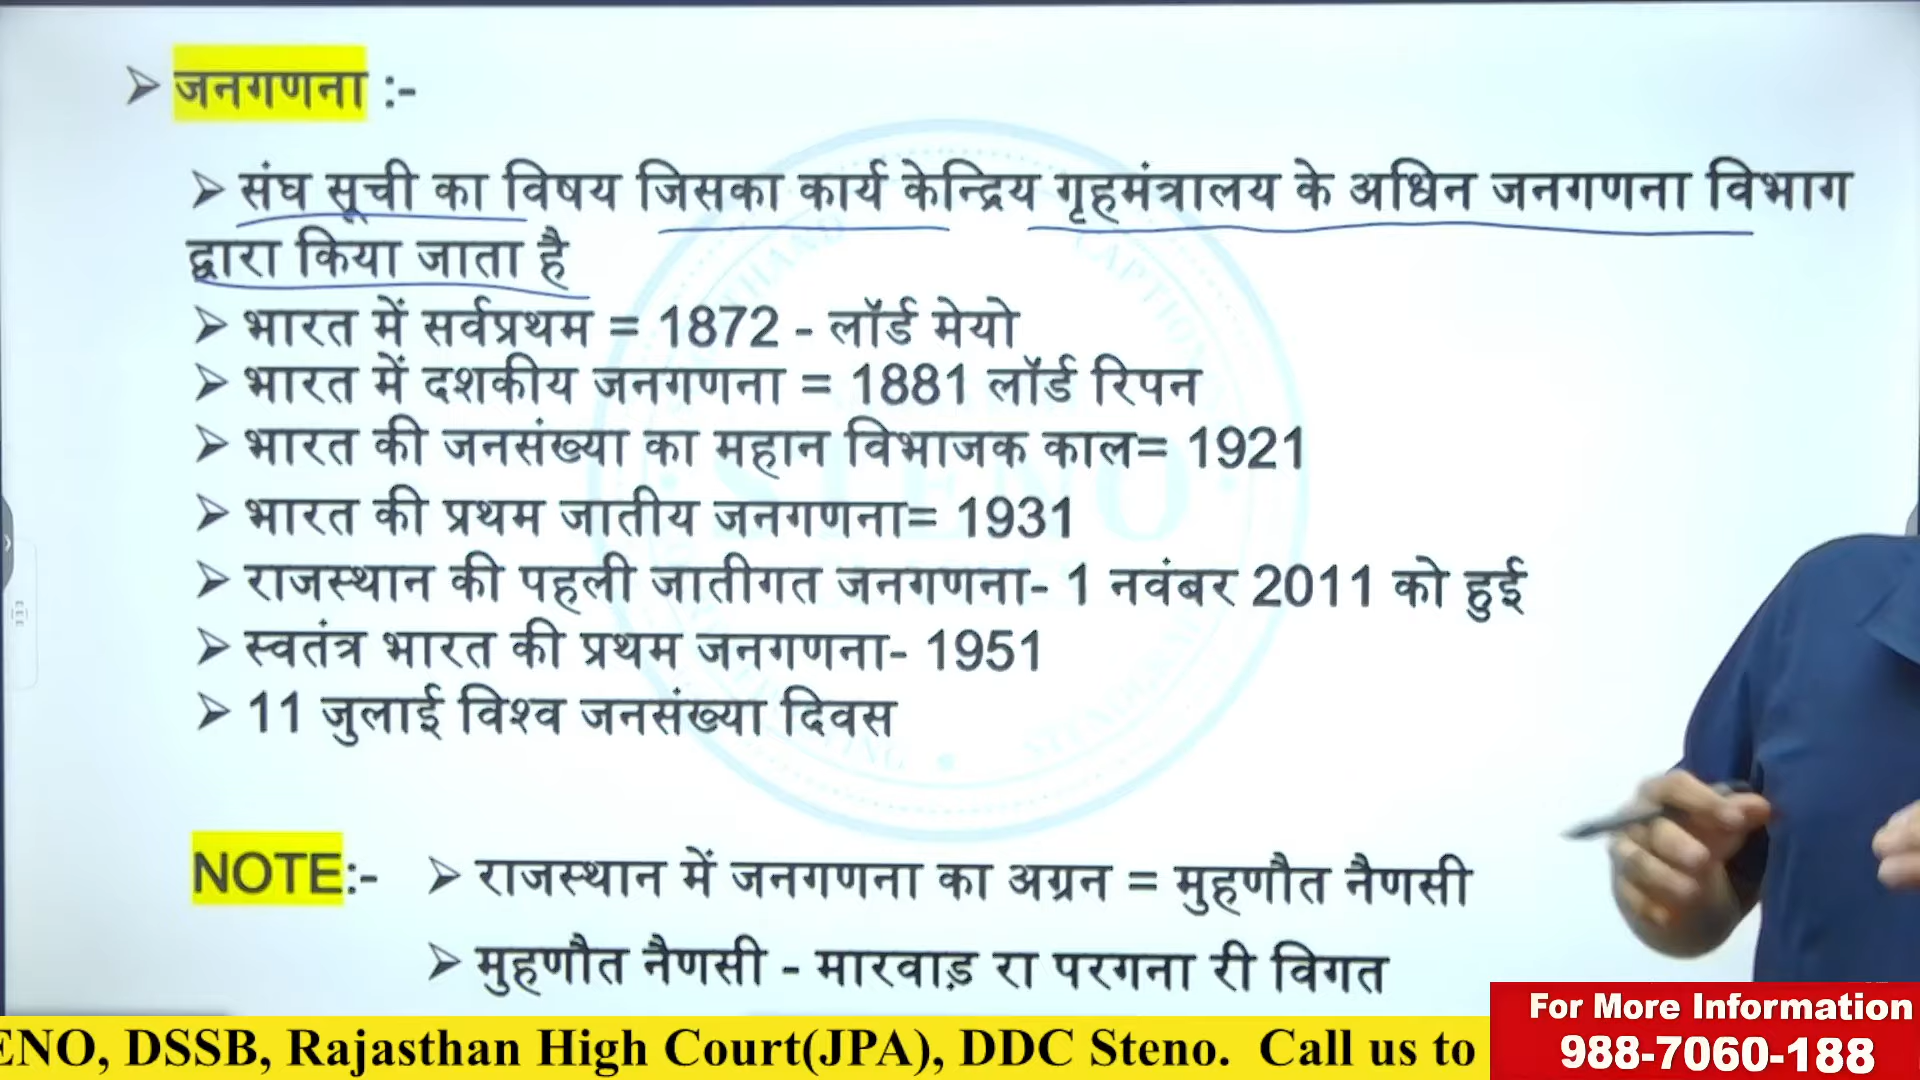 ➤ जनगणना :-
➤ संघ सूची का विषय जिसका कार्य केन्द्रिय गृहमंत्रालय के अधिन जनगणना विभाग
द्वारा किया जाता है
➤ भारत में सर्वप्रथम = 1872 - लॉर्ड मेयो
➤ भारत में दशकीय जनगणना = 1881 लॉर्ड रिपन
➤ भारत की जनसंख्या का महान विभाजक काल= 1921
➤ भारत की प्रथम जातीय जनगणना= 1931
➤ राजस्थान की पहली जातीगत जनगणना- 1 नवंबर 2011 को हुई
➤ स्वतंत्र भारत की प्रथम जनगणना- 1951
➤ 11 जुलाई विश्व जनसंख्या दिवस
STENO
NOTE:- ➤ राजस्थान में जनगणना का अग्रन = मुहणौत नैणसी
➤ मुहणौत नैणसी - मारवाड़ रा परगना री विगत
ENO, DSSB, Rajasthan High Court(JPA), DDC Steno. Call us to
For More Information
988-7060-188